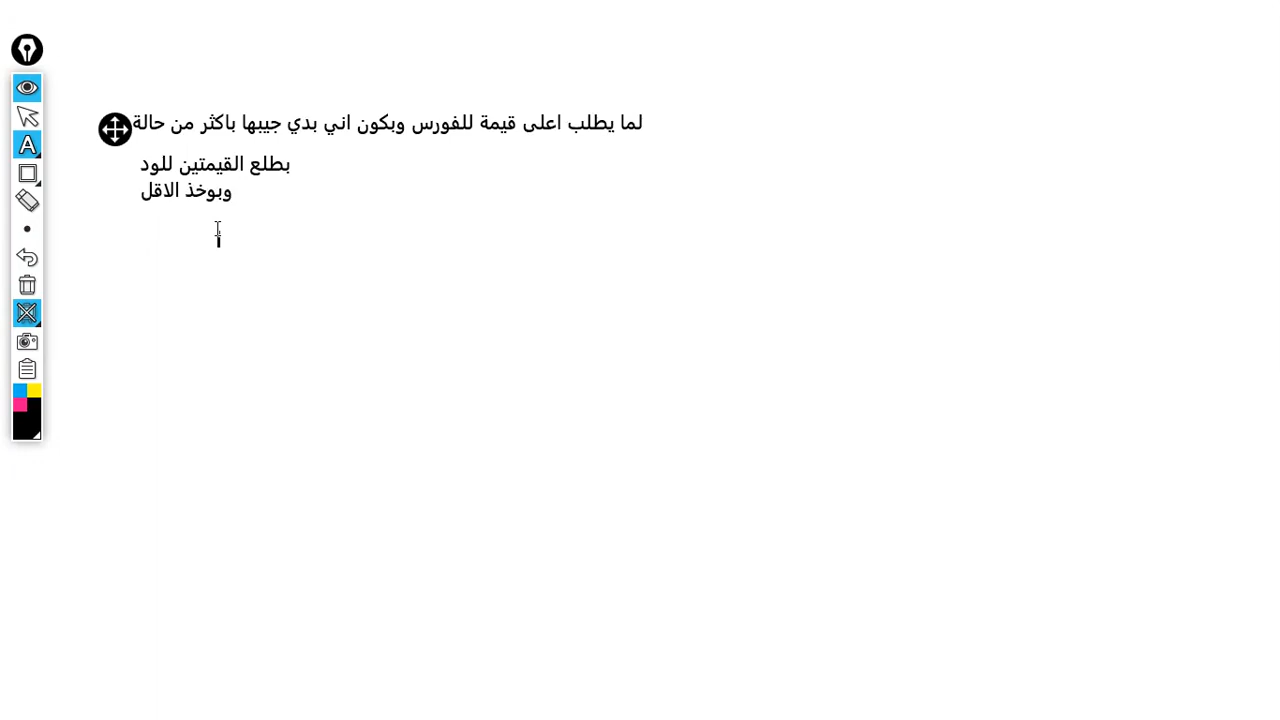 لما يطلب اعلى قيمة للفورس وبكون اني بدي جيبها باكثر من حالة
بطلع القيمتين للود
وبوخذ الاقل